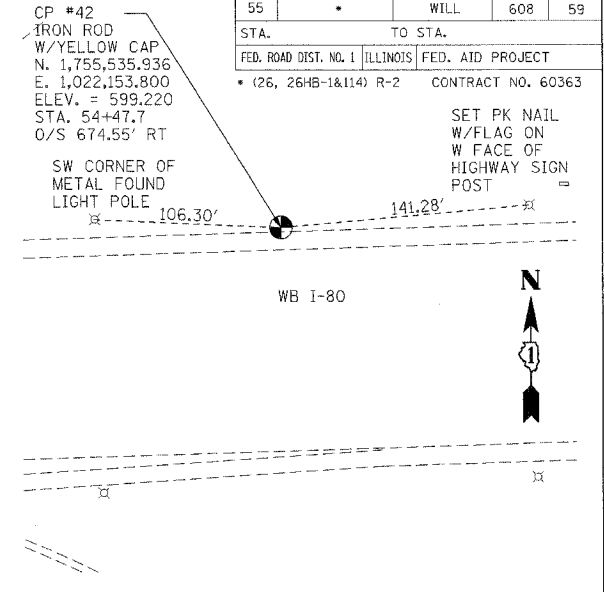 CP #42
IRON ROD
W/YELLOW CAP
N. 1,755,535.936
E. 1,022,153.800
ELEV. = 599.220
STA. 54+47.7
O/S 674.55' RT
55 * WILL 608 59
STA. TO STA.
FED. ROAD DIST. NO. 1 ILLINOIS FED. AID PROJECT
* (26, 26HB-1&114) R-2 CONTRACT NO. 60363
SET PK NAIL
W/FLAG ON
W FACE OF
HIGHWAY SIGN
POST
SW CORNER OF
METAL FOUND
LIGHT POLE
106.30'
141.28'
WB I-80
N
1